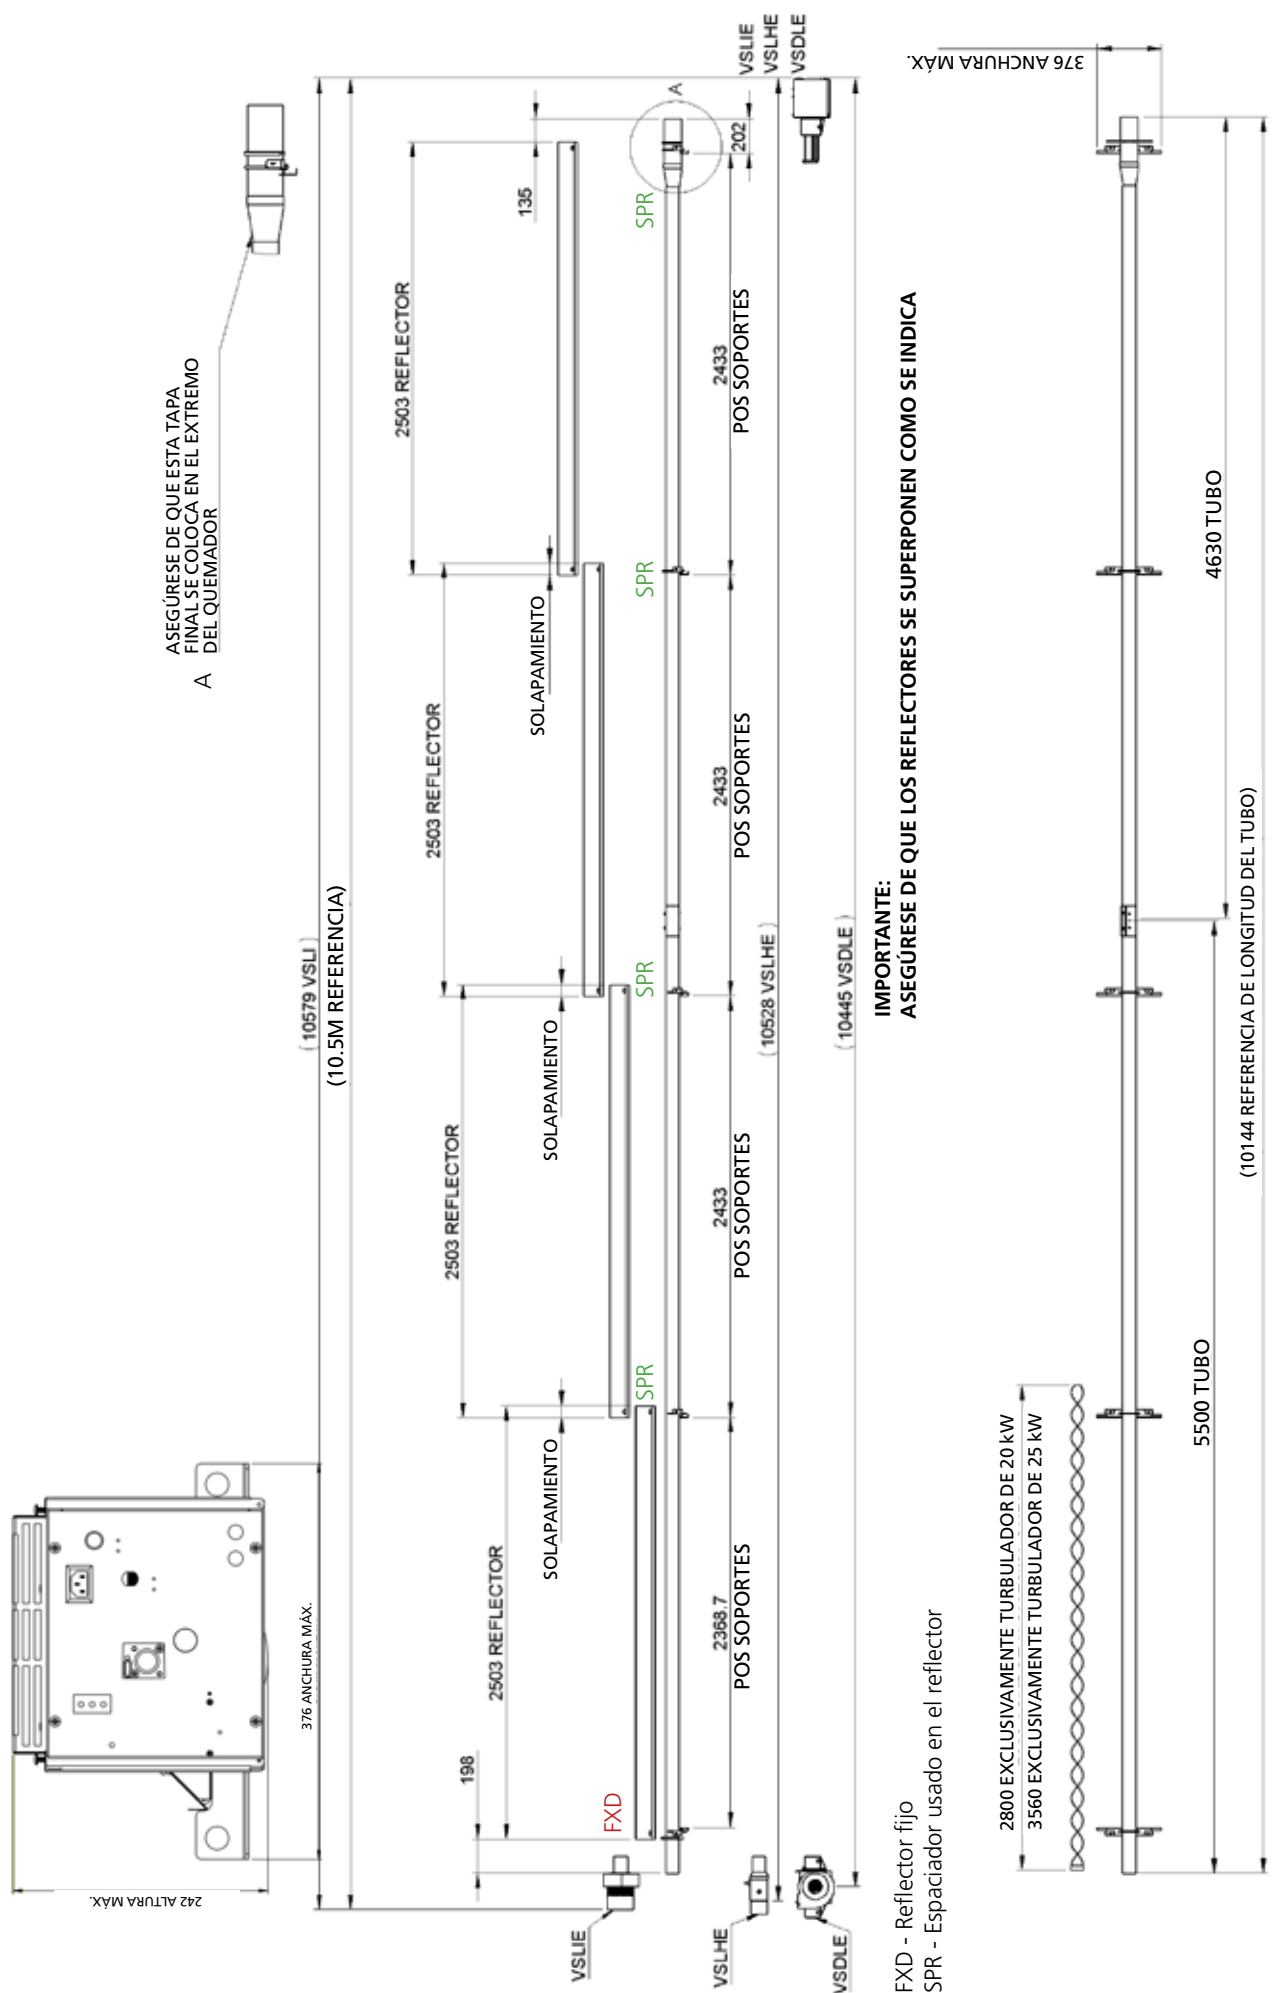 242 ALTURA MÁX.
376 ANCHURA MÁX.
A
ASEGÚRESE DE QUE ESTA TAPA
FINAL SE COLOCA EN EL EXTREMO
DEL QUEMADOR
(10579 VSLI)
(10.5M REFERENCIA)
2503 REFLECTOR
2503 REFLECTOR
2503 REFLECTOR
2503 REFLECTOR
198
SOLAPAMIENTO
SOLAPAMIENTO
SOLAPAMIENTO
135
VSLIE
FXD
SPR
SPR
SPR
SPR
A
2368.7
POS SOPORTES
2433
POS SOPORTES
2433
POS SOPORTES
2433
POS SOPORTES
202
VSLIE
VSLHE
VSDLE
VSLHE
(10528 VSLHE)
VSDLE
(10445 VSDLE)
IMPORTANTE:
ASEGÚRESE DE QUE LOS REFLECTORES SE SUPERPONEN COMO SE INDICA
FXD - Reflector fijo
SPR - Espaciador usado en el reflector
376 ANCHURA MÁX.
2800 EXCLUSIVAMENTE TURBULADOR DE 20 kW
3560 EXCLUSIVAMENTE TURBULADOR DE 25 kW
5500 TUBO
4630 TUBO
(10144 REFERENCIA DE LONGITUD DEL TUBO)